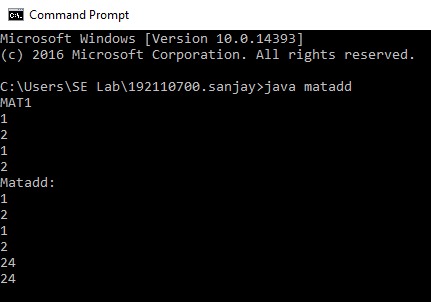 Command Prompt
Microsoft Windows [Version 10.0.14393]
(c) 2016 Microsoft Corporation. All rights reserved.
C:\Users\SE Lab\192110700.sanjay>java matadd
MAT1
1
2
1
2
Matadd:
1
2
1
2
24
24